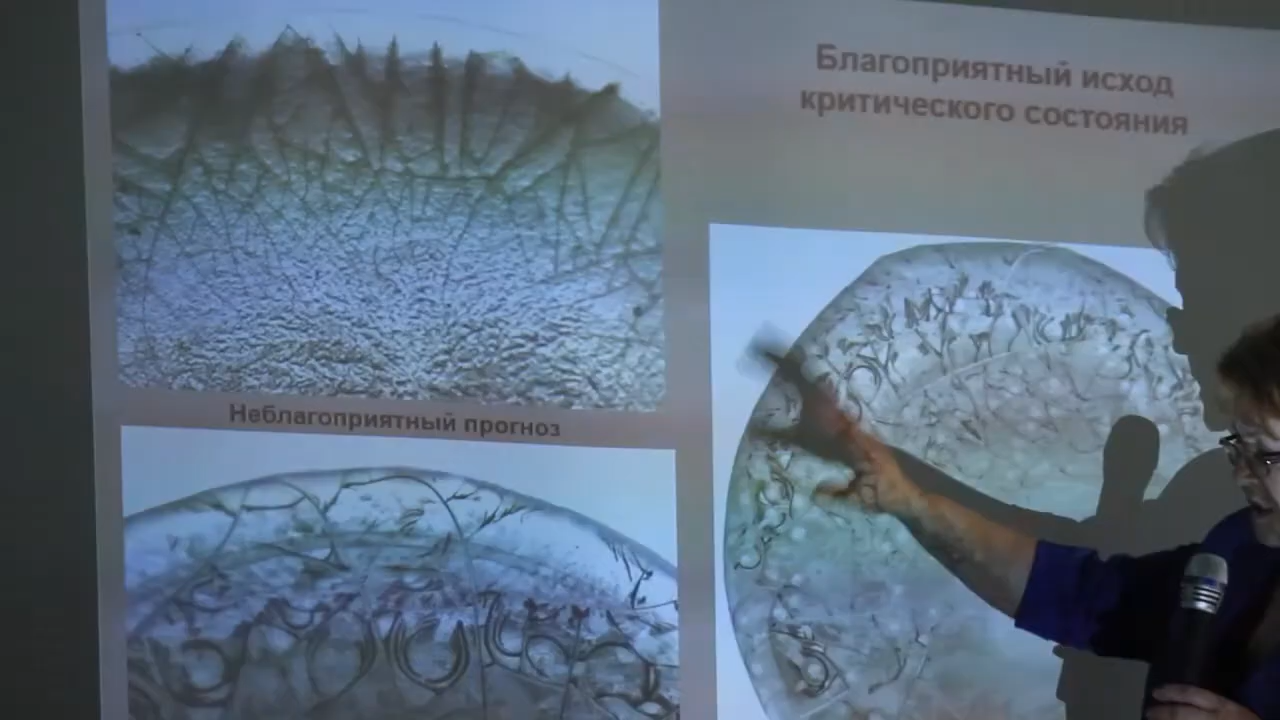 Благоприятный исход
критического состояния
Неблагоприятный прогноз